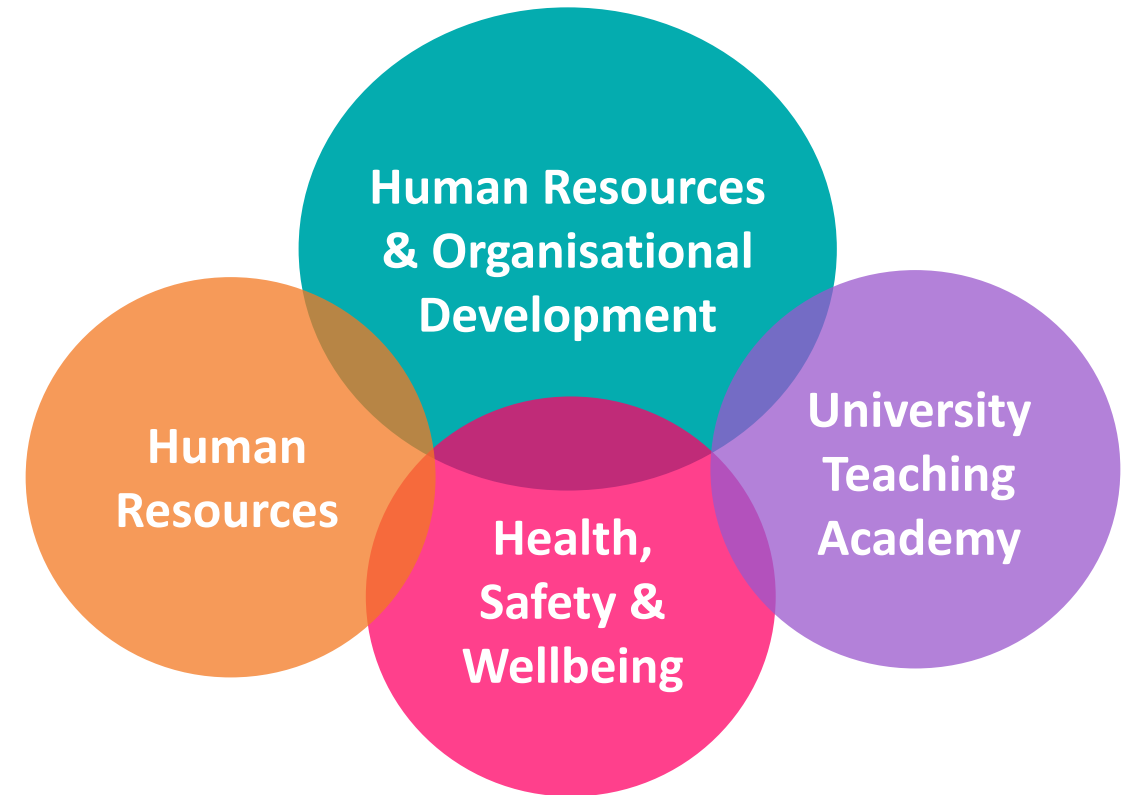 Human Resources
& Organisational
Development
Human
Resources
Health,
Safety &
Wellbeing
University
Teaching
Academy